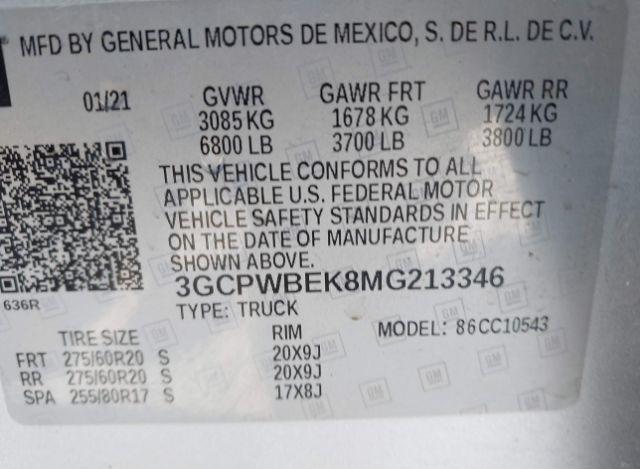 MFD BY GENERAL MOTORS DE MEXICO, S. DE R.L. DE C.V.
01/21 GVWR GAWR FRT GAWR RR
3085 KG 1678 KG 1724 KG
6800 LB 3700 LB 3800 LB
THIS VEHICLE CONFORMS TO ALL
APPLICABLE U.S. FEDERAL MOTOR
VEHICLE SAFETY STANDARDS IN EFFECT
ON THE DATE OF MANUFACTURE
SHOWN ABOVE.
3GCPWBEK8MG213346
636R
TYPE: TRUCK
TIRE SIZE RIM MODEL: 86CC10543
FRT 275/60R20 S 20X9J
RR 275/60R20 S 20X9J
SPA 255/80R17 S 17X8J